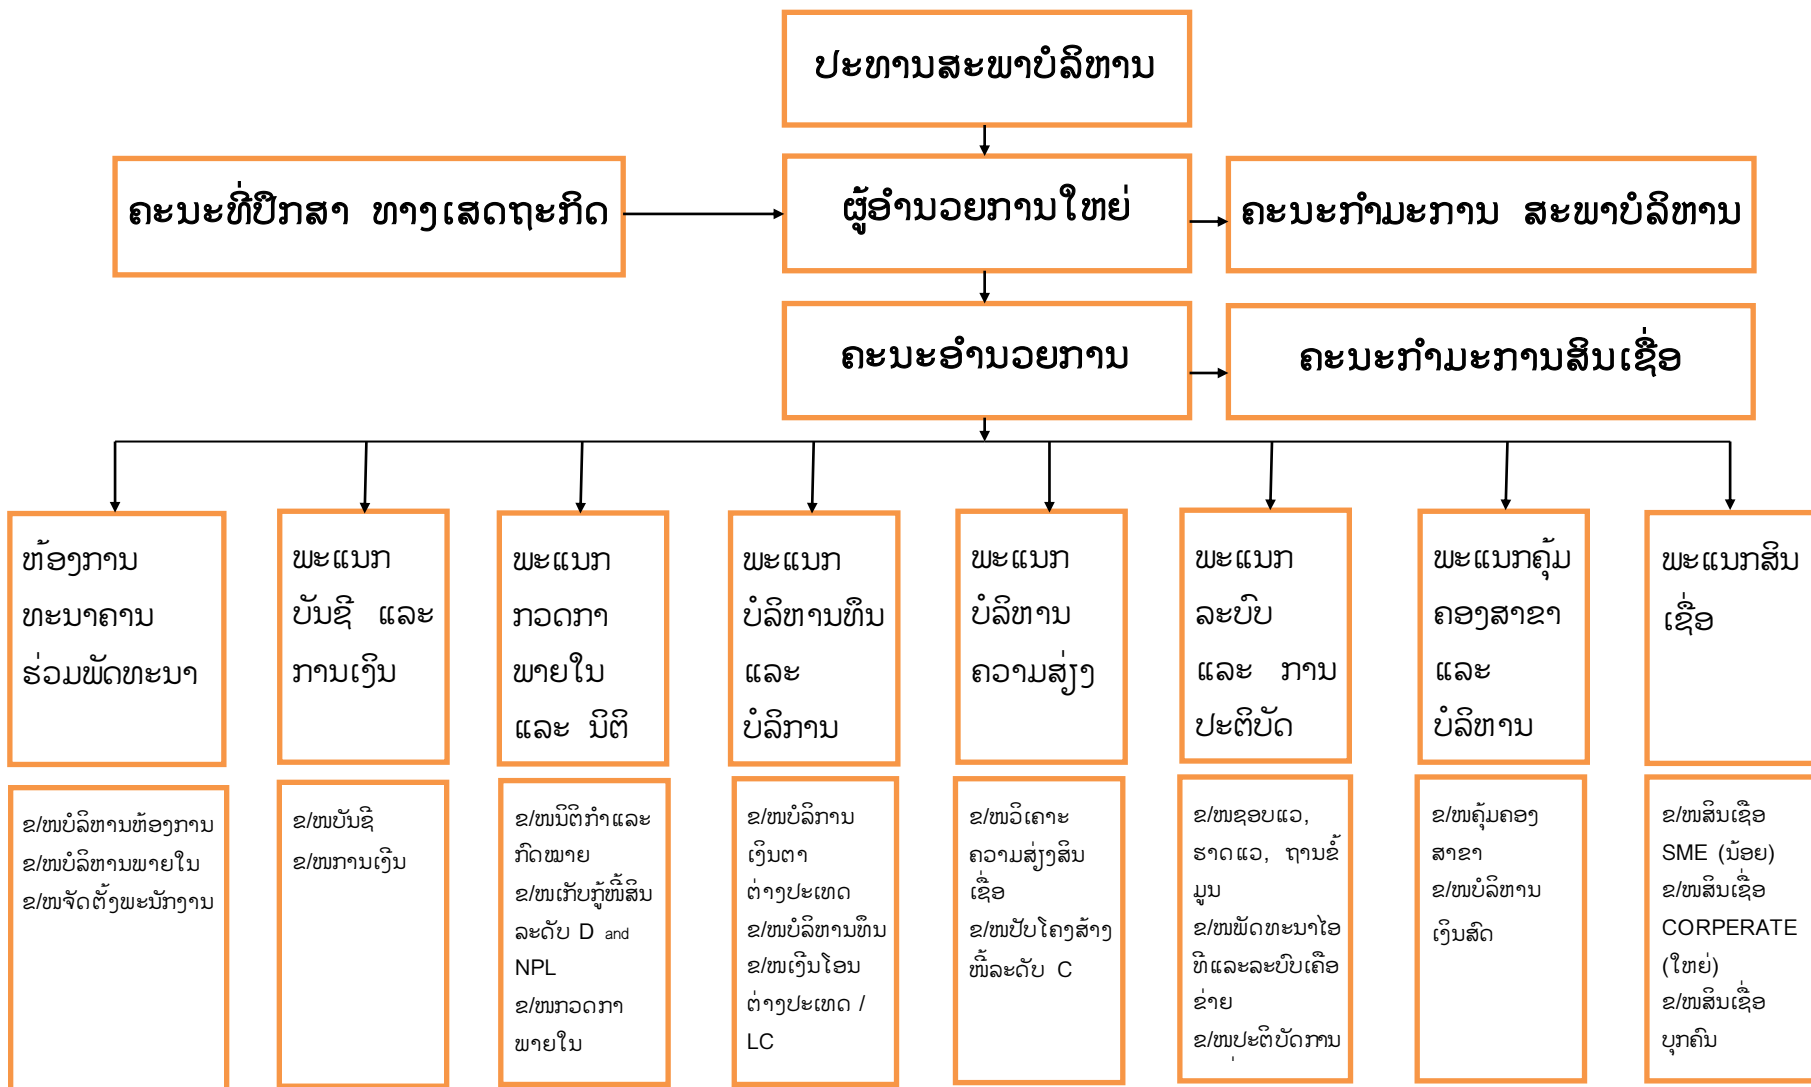 ປະທານສະພາບໍລິຫານ
ຄະນະທີ່ປຶກສາ ທາງເສດຖະກິດ
ຜູ້ອຳນວຍການໃຫຍ່
ຄະນະກຳມະການ ສະພາບໍລິຫານ
ຄະນະອຳນວຍການ
ຄະນະກຳມະການສິນເຊື່ອ
ຫ້ອງການ
ທະນາຄານ
ຮ່ວມພັດທະນາ
ພະແນກ
ບັນຊີ ແລະ
ການເງິນ
ພະແນກ
ກວດກາ
ພາຍໃນ
ແລະ ນິຕິ
ພະແນກ
ບໍລິຫານທຶນ
ແລະ
ບໍລິການ
ພະແນກ
ບໍລິຫານ
ຄວາມສ່ຽງ
ພະແນກ
ລະບົບ
ແລະ ການ
ປະຕິບັດ
ພະແນກຄຸ້ມ
ຄອງສາຂາ
ແລະ
ບໍລິຫານ
ພະແນກສິນ
ເຊື່ອ
ຂ/ໜບໍລິຫານຫ້ອງການ
ຂ/ໜບໍລິຫານພາຍໃນ
ຂ/ໜຈັດຕັ້ງພະນັກງານ
ຂ/ໜບັນຊີ
ຂ/ໜການເງິນ
ຂ/ໜນິຕິກຳແລະ
ກົດໝາຍ
ຂ/ໜເກັບກູ້ໜີ້ສິນ
ລະດັບ D and
NPL
ຂ/ໜກວດກາ
ພາຍໃນ
ຂ/ໜບໍລິການ
ເງິນຕາ
ຕ່າງປະເທດ
ຂ/ໜບໍລິຫານທຶນ
ຂ/ໜເງິນໂອນ
ຕ່າງປະເທດ /
LC
ຂ/ໜວິເຄາະ
ຄວາມສ່ຽງສິນ
ເຊື່ອ
ຂ/ໜປັບໂຄງສ້າງ
ໜີ້ລະດັບ C
ຂ/ໜຊອບແວ,
ຮາດແວ, ຖານຂໍ້
ມູນ
ຂ/ໜພັດທະນາໄອ
ທີແລະລະບົບເຄືອ
ຂ່າຍ
ຂ/ໜປະຕິບັດການ
ຂ/ໜຄຸ້ມຄອງ
ສາຂາ
ຂ/ໜບໍລິຫານ
ເງິນສົດ
ຂ/ໜສິນເຊື່ອ
SME (ນ້ອຍ)
ຂ/ໜສິນເຊື່ອ
CORPERATE
(ໃຫຍ່)
ຂ/ໜສິນເຊື່ອ
ບຸກຄົນ